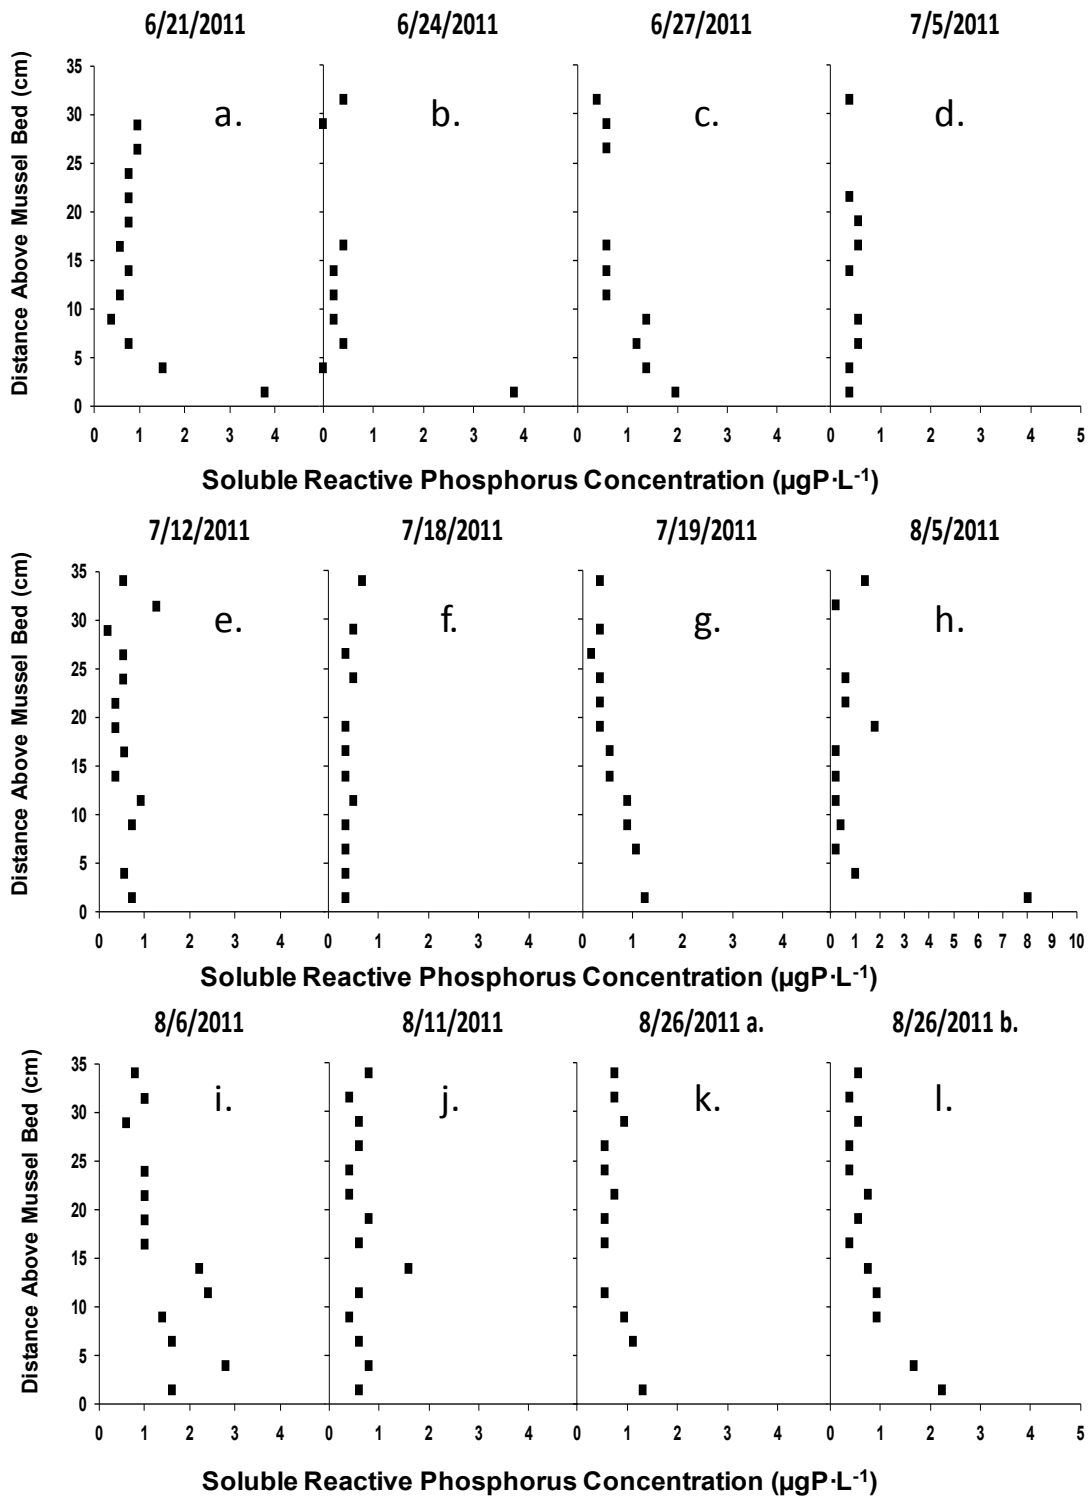 6/21/2011 6/24/2011 6/27/2011 7/5/2011
Distance Above Mussel Bed (cm)
35
30
25
20
15
10
5
0
a. b. c. d.
0 1 2 3 4 0 1 2 3 4 0 1 2 3 4 0 1 2 3 4 5
Soluble Reactive Phosphorus Concentration (µgP·L-1)
7/12/2011 7/18/2011 7/19/2011 8/5/2011
Distance Above Mussel Bed (cm)
35
30
25
20
15
10
5
0
e. f. g. h.
0 1 2 3 4 0 1 2 3 4 0 1 2 3 4 0 1 2 3 4 5 6 7 8 9 10
Soluble Reactive Phosphorus Concentration (µgP·L-1)
8/6/2011 8/11/2011 8/26/2011 a. 8/26/2011 b.
Distance Above Mussel Bed (cm)
35
30
25
20
15
10
5
0
i. j. k. l.
0 1 2 3 4 0 1 2 3 4 0 1 2 3 4 0 1 2 3 4 5
Soluble Reactive Phosphorus Concentration (µgP·L-1)